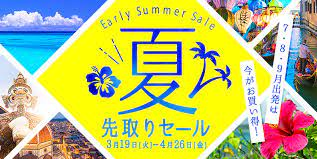 Early Summer Sale
夏
先取りセール
3月19日(火)−4月26日(金)
7・8・9月出発は
今がお買い得！